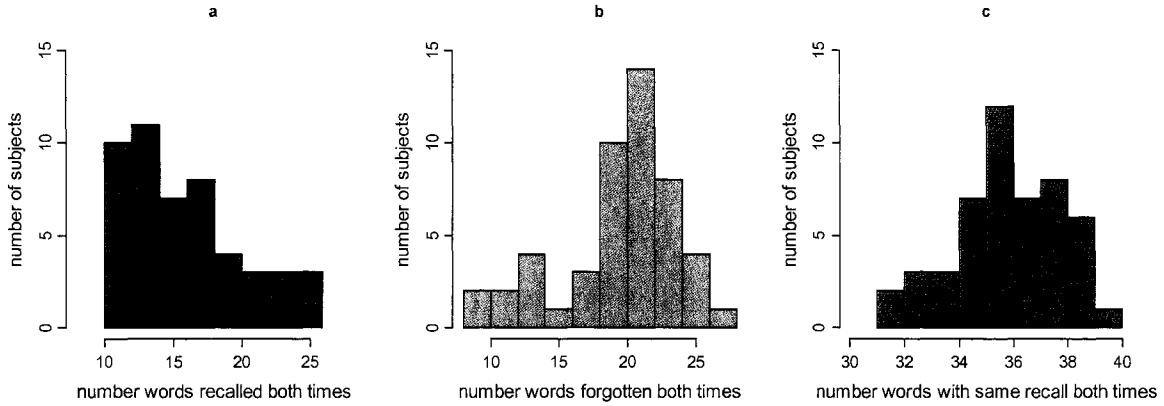 a
15
10
5
0
number of subjects
10 15 20 25
number words recalled both times
b
15
10
5
0
number of subjects
10 15 20 25
number words forgotten both times
c
15
10
5
0
number of subjects
30 32 34 36 38 40
number words with same recall both times